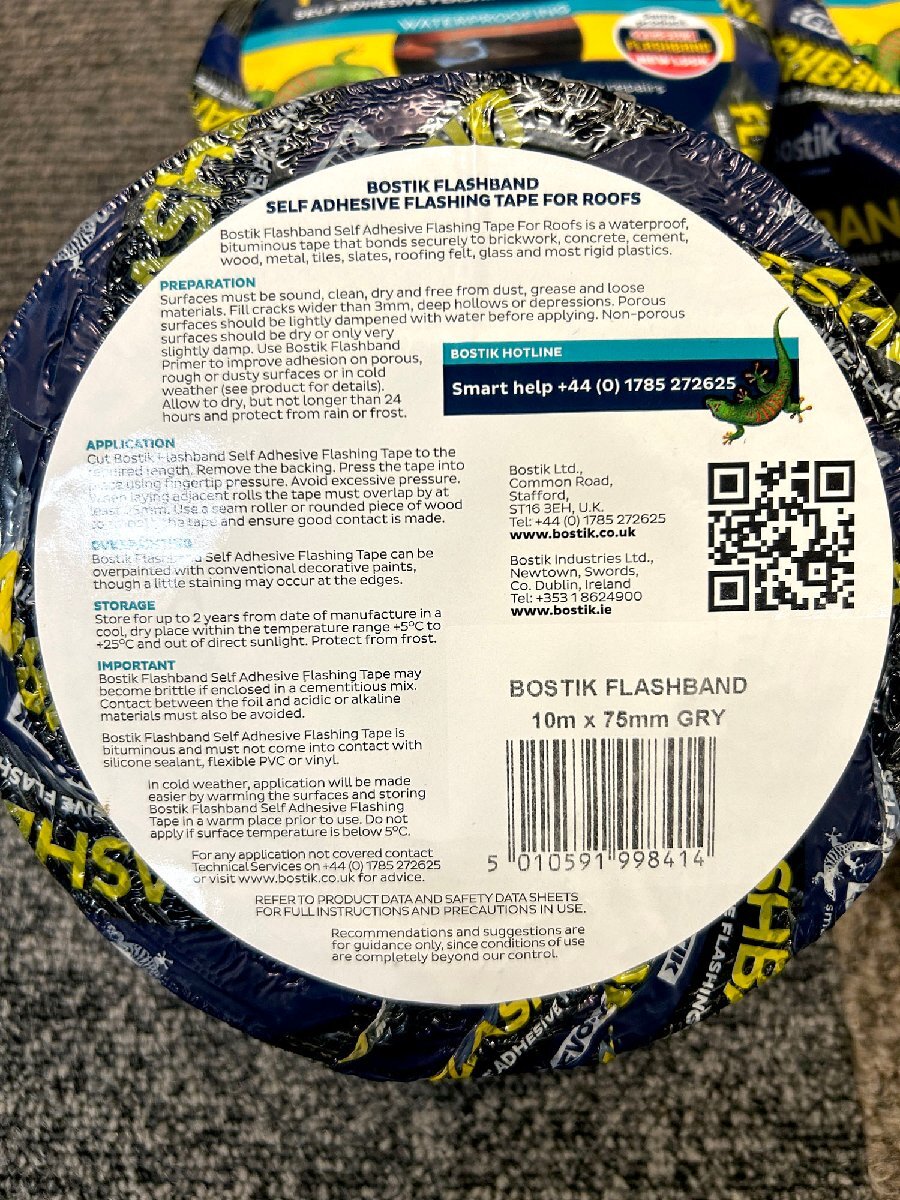 SELF ADHESIVE
WATERPROOFING
FLASHBAND
NEW LOOK
repairs
Bostik
BOSTIK FLASHBAND
SELF ADHESIVE FLASHING TAPE FOR ROOFS
Bostik Flashband Self Adhesive Flashing Tape For Roofs is a waterproof,
bituminous tape that bonds securely to brickwork, concrete, cement,
wood, metal, tiles, slates, roofing felt, glass and most rigid plastics.
PREPARATION
Surfaces must be sound, clean, dry and free from dust, grease and loose
materials. Fill cracks wider than 3mm, deep hollows or depressions. Porous
surfaces should be lightly dampened with water before applying. Non-porous
surfaces should be dry or only very
slightly damp. Use Bostik Flashband
Primer to improve adhesion on porous,
rough or dusty surfaces or in cold
weather (see product for details).
Allow to dry, but not longer than 24
hours and protect from rain or frost.
BOSTIK HOTLINE
Smart help +44 (0) 1785 272625
APPLICATION
Cut Bostik Flashband Self Adhesive Flashing Tape to the
required length. Remove the backing. Press the tape into
place using fingertip pressure. Avoid excessive pressure.
When laying adjacent rolls the tape must overlap by at
least Use a seam roller or rounded piece of wood
to the tape and ensure good contact is made.
OVERPAINTING
Bostik Flashband Self Adhesive Flashing Tape can be
overpainted with conventional decorative paints,
though a little staining may occur at the edges.
STORAGE
Store for up to 2 years from date of manufacture in a
cool, dry place within the temperature range +5°C to
+25°C and out of direct sunlight. Protect from frost.
IMPORTANT
Bostik Flashband Self Adhesive Flashing Tape may
become brittle if enclosed in a cementitious mix.
Contact between the foil and acidic or alkaline
materials must also be avoided.
Bostik Flashband Self Adhesive Flashing Tape is
bituminous and must not come into contact with
silicone sealant, flexible PVC or vinyl.
In cold weather, application will be made
easier by warming the surfaces and storing
Bostik Flashband Self Adhesive Flashing
Tape in a warm place prior to use. Do not
apply if surface temperature is below 5°C.
For any application not covered contact
Technical Services on +44 (0) 1785 272625
or visit www.bostik.co.uk for advice.
REFER TO PRODUCT DATA AND SAFETY DATA SHEETS
FOR FULL INSTRUCTIONS AND PRECAUTIONS IN USE.
Recommendations and suggestions are
for guidance only, since conditions of use
are completely beyond our control.
Bostik Ltd.,
Common Road,
Stafford,
ST16 3EH, U.K.
Tel: +44 (0) 1785 272625
www.bostik.co.uk
Bostik Industries Ltd.,
Newtown, Swords,
Co. Dublin, Ireland
Tel: +353 1 8624900
www.bostik.ie
BOSTIK FLASHBAND
10m x 75mm GRY
5 010591 998414